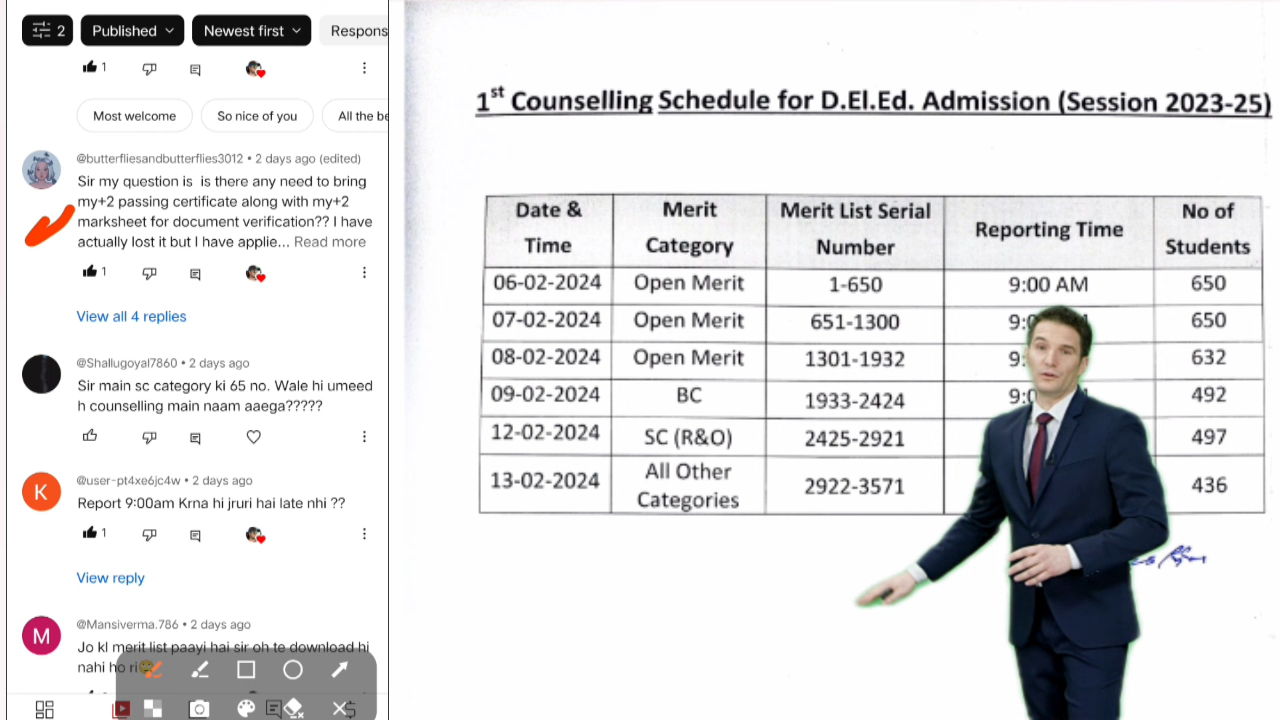 2
Published
Newest first
Respons
1
Most welcome
So nice of you
All the be
@butterfliesandbutterflies3012 • 2 days ago (edited)
Sir my question is is there any need to bring
my+2 passing certificate along with my+2
marksheet for document verification?? I have
actually lost it but I have applie... Read more
1
View all 4 replies
@Shallugoyal7860 • 2 days ago
Sir main sc category ki 65 no. Wale hi umeed
h counselling main naam aaega?????
K
@user-pt4xe6jc4w • 2 days ago
Report 9:00am Krna hi jruri hai late nhi ??
1
View reply
M
@Mansiverma.786 • 2 days ago
Jo kl merit list paayi hai sir oh te download hi
nahi ho ri
1st Counselling Schedule for D.El.Ed. Admission (Session 2023-25)
Date & Time Merit Category Merit List Serial Number Reporting Time No of Students
06-02-2024 Open Merit 1-650 9:00 AM 650
07-02-2024 Open Merit 651-1300 650
08-02-2024 Open Merit 1301-1932 632
09-02-2024 BC 1933-2424 492
12-02-2024 SC (R&O) 2425-2921 497
13-02-2024 All Other Categories 2922-3571 436